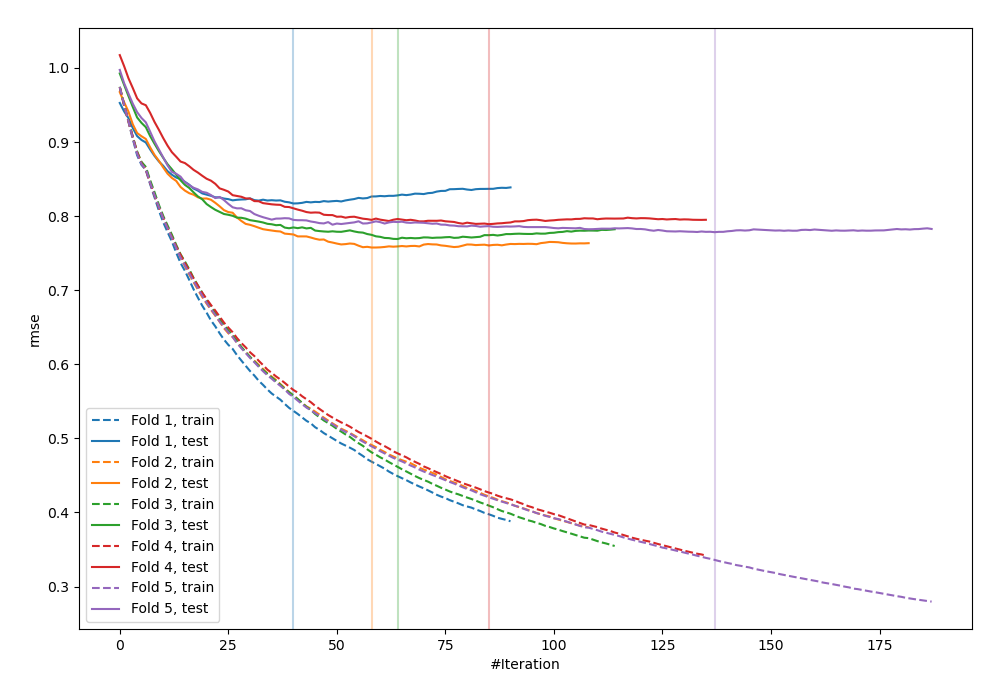 1.0
0.9
0.8
0.7
0.6
0.5
0.4
0.3
rmse
Fold 1, train
Fold 1, test
Fold 2, train
Fold 2, test
Fold 3, train
Fold 3, test
Fold 4, train
Fold 4, test
Fold 5, train
Fold 5, test
0 25 50 75 100 125 150 175
#Iteration